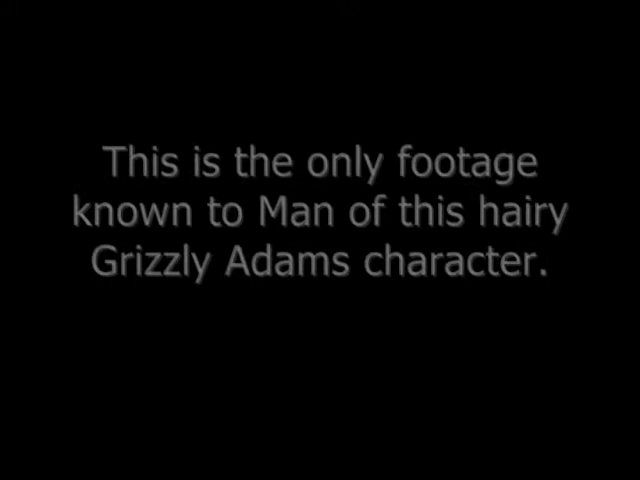 This is the only footage
known to Man of this hairy
Grizzly Adams character.